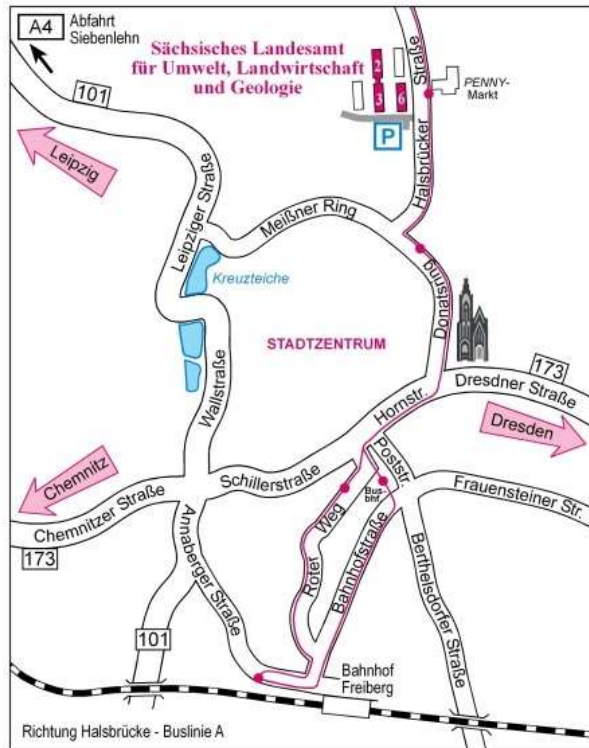 A4
Abfahrt
Siebenlehn
101
Sächsisches Landesamt
für Umwelt, Landwirtschaft
und Geologie
2
3
6
P
Halsbrücker Straße
PENNY-
Markt
Leipzig
Leipziger Straße
Meißner Ring
Kreuzteiche
Donatsring
STADTZENTRUM
Wallstraße
173
Dresdner Straße
Dresden
Hornstr.
Chemnitz
Schillerstraße
Poststr.
Bus-
bhf.
Frauensteiner Str.
Chemnitzer Straße
173
Annaberger Straße
Roter Weg
Bahnhofstraße
Berthelsdorfer Straße
101
Bahnhof
Freiberg
Richtung Halsbrücke - Buslinie A